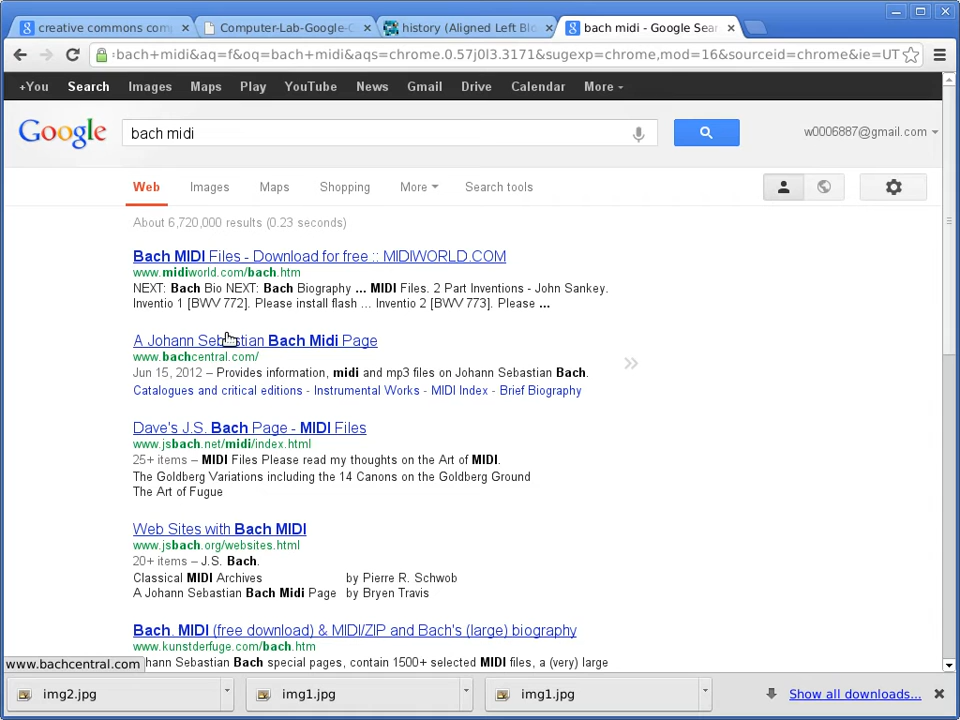 creative commons com
Computer-Lab-Google-C
history (Aligned Left Blo
bach midi - Google Sear
bach+midi&aq=f&oq=bach+midi&aqs=chrome.0.57j0l3.3171&sugexp=chrome,mod=16&sourceid=chrome&ie=UT
+You Search Images Maps Play YouTube News Gmail Drive Calendar More
Google
bach midi
w0006887@gmail.com
Web Images Maps Shopping More Search tools
About 6,720,000 results (0.23 seconds)
Bach MIDI Files - Download for free :: MIDIWORLD.COM
www.midiworld.com/bach.htm
NEXT: Bach Bio NEXT: Bach Biography ... MIDI Files. 2 Part Inventions - John Sankey.
Inventio 1 [BWV 772]. Please install flash ... Inventio 2 [BWV 773]. Please ...
A Johann Sebastian Bach Midi Page
www.bachcentral.com/
Jun 15, 2012 – Provides information, midi and mp3 files on Johann Sebastian Bach.
Catalogues and critical editions - Instrumental Works - MIDI Index - Brief Biography
Dave's J.S. Bach Page - MIDI Files
www.jsbach.net/midi/index.html
25+ items – MIDI Files Please read my thoughts on the Art of MIDI.
The Goldberg Variations including the 14 Canons on the Goldberg Ground
The Art of Fugue
Web Sites with Bach MIDI
www.jsbach.org/websites.html
20+ items – J.S. Bach.
Classical MIDI Archives by Pierre R. Schwob
A Johann Sebastian Bach Midi Page by Bryen Travis
Bach. MIDI (free download) & MIDI/ZIP and Bach's (large) biography
www.kunstderfuge.com/bach.htm
Johann Sebastian Bach special pages, contain 1500+ selected MIDI files, a (very) large
www.bachcentral.com
img2.jpg
img1.jpg
img1.jpg
Show all downloads...